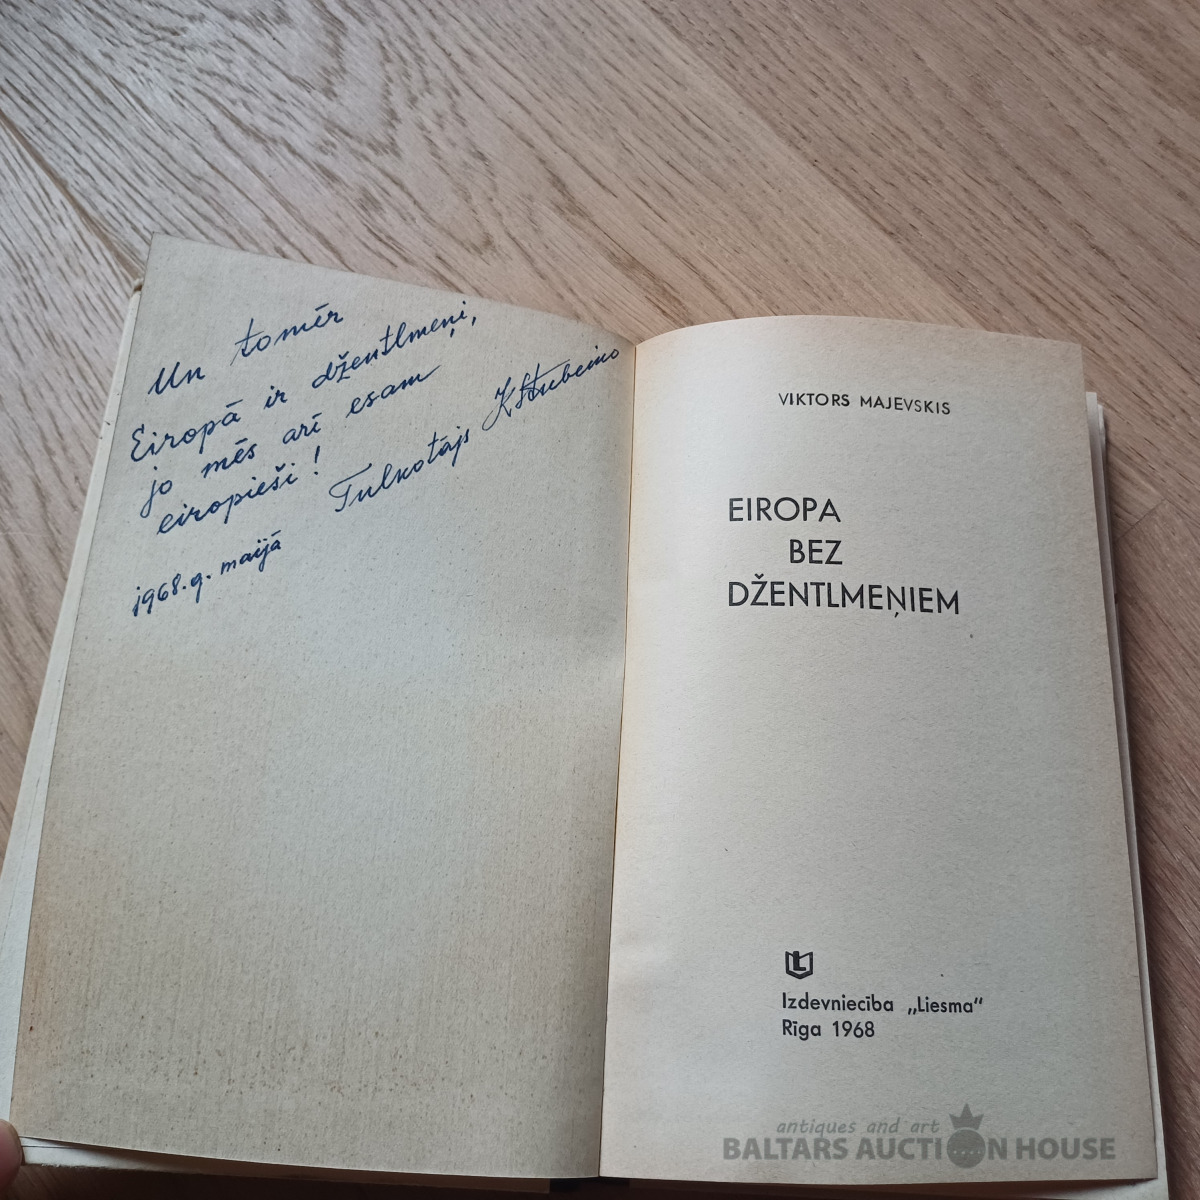 Un tomēr
Eiropā ir džentlmeņi,
jo mēs arī esam
eiropieši!
Tulkotājs
1968.g. maijā
VIKTORS MAJEVSKIS
EIROPA
BEZ
DŽENTLMEŅIEM
Izdevniecība „Liesma“
Rīga 1968
antiques and art
BALTARS AUCTION HOUSE